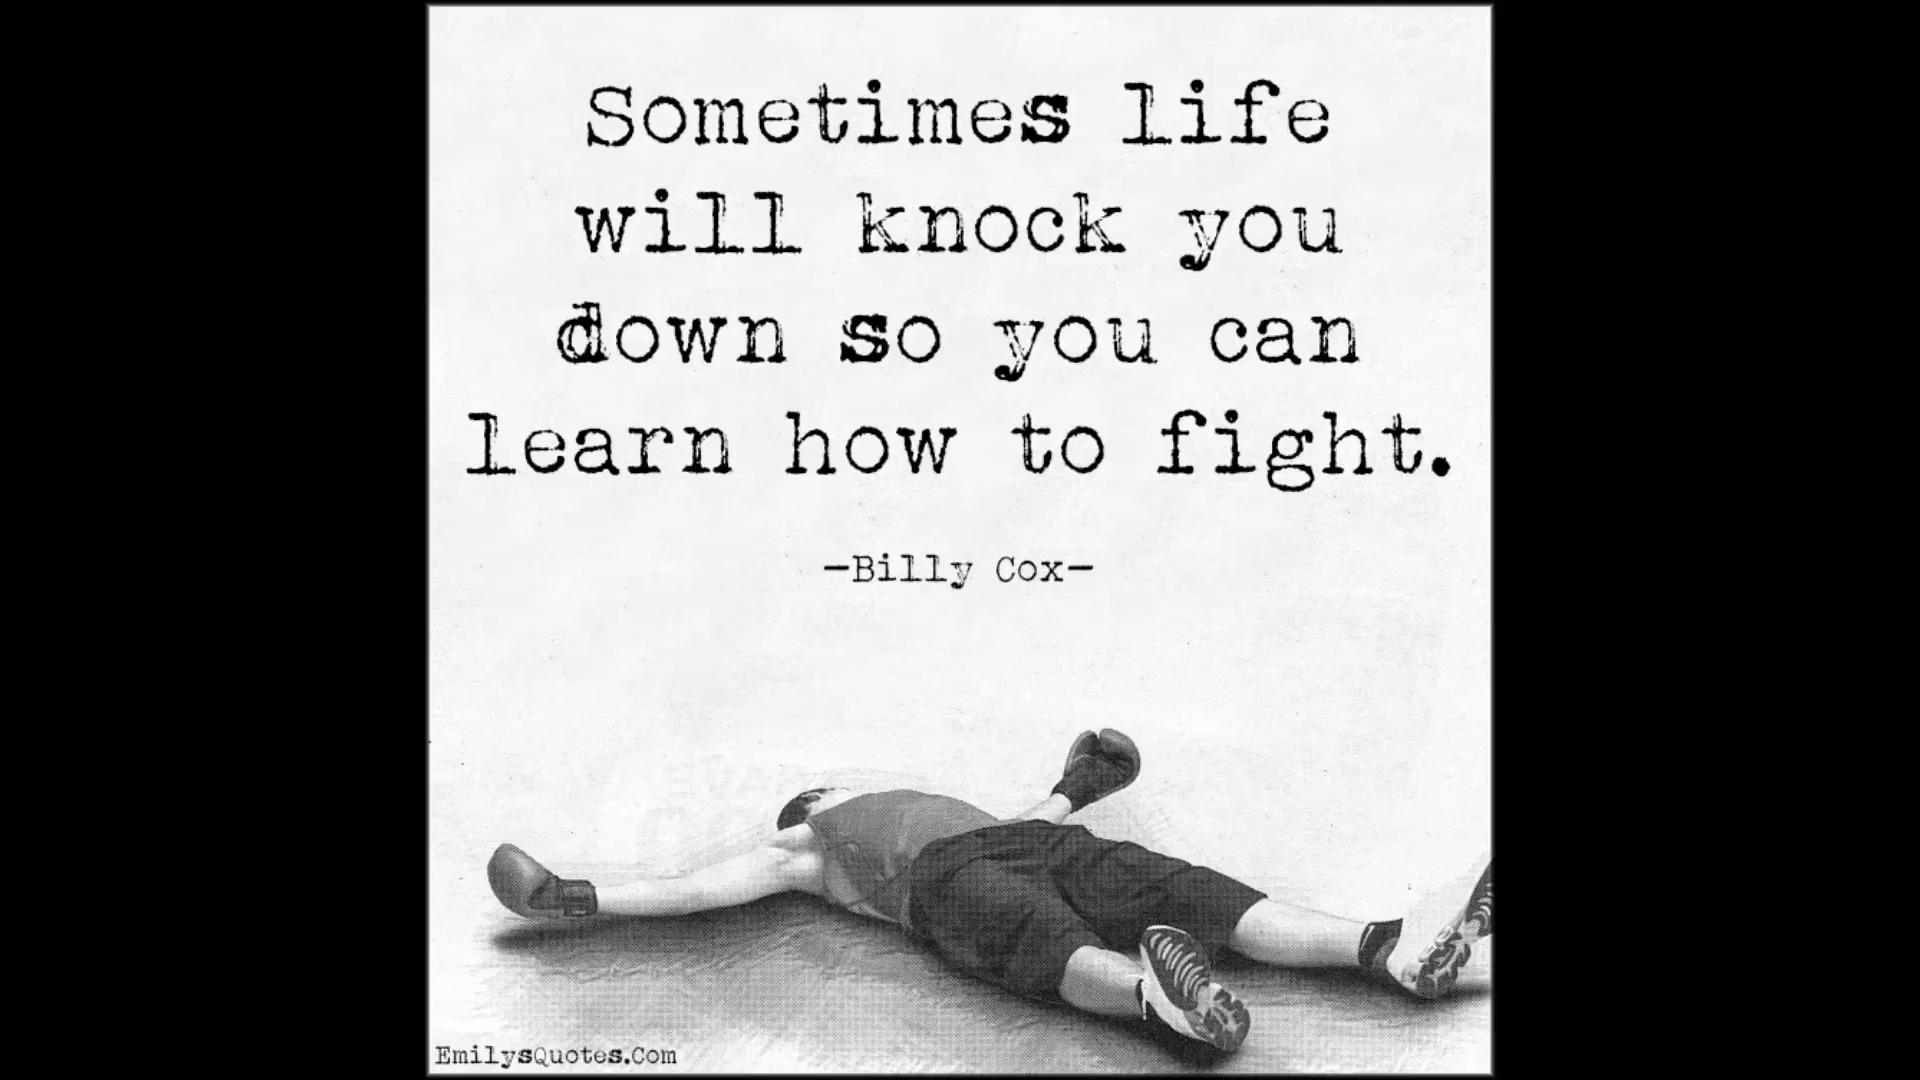 Sometimes life
will knock you
down so you can
learn how to fight.
-Billy Cox-
EmilysQuotes.Com